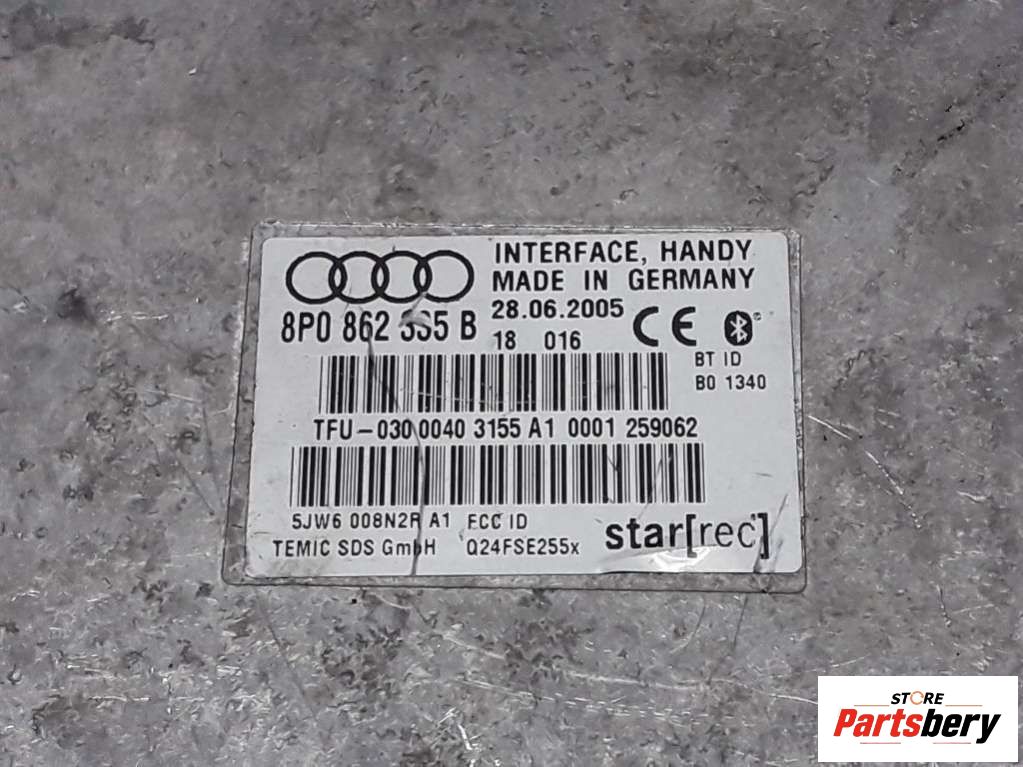 INTERFACE, HANDY
MADE IN GERMANY
28.06.2005
8P0 862 335 B
18 016
CE
BT ID
B0 1340
TFU-030 0040 3155 A1 0001 259062
5JW6 008N2R A1 FCC ID
TEMIC SDS GmbH Q24FSE255x
star[rec]
STORE
Partsbery